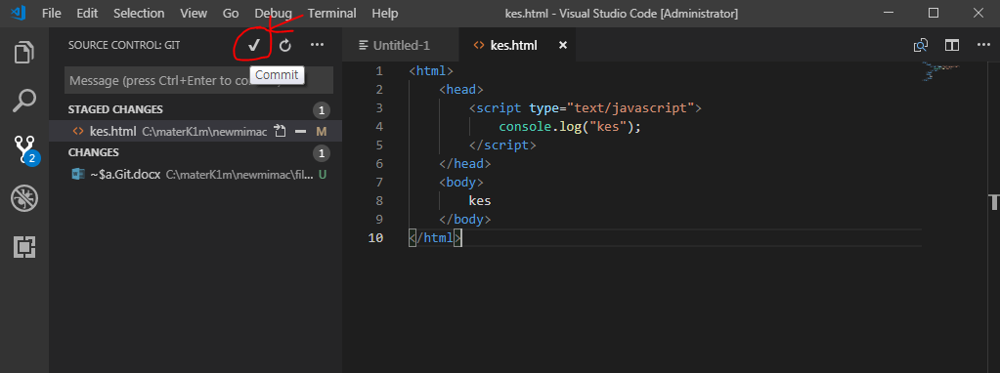 File Edit Selection View Go Debug Terminal Help kes.html - Visual Studio Code [Administrator]
SOURCE CONTROL: GIT
Untitled-1 kes.html
Commit
Message (press Ctrl+Enter to co
STAGED CHANGES 1
kes.html C:\materK1m\newmimac M
CHANGES 1
~$a.Git.docx C:\materK1m\newmimac\fil... U
2
1 <html>
2 <head>
3 <script type="text/javascript">
4 console.log("kes");
5 </script>
6 </head>
7 <body>
8 kes
9 </body>
10 </html>